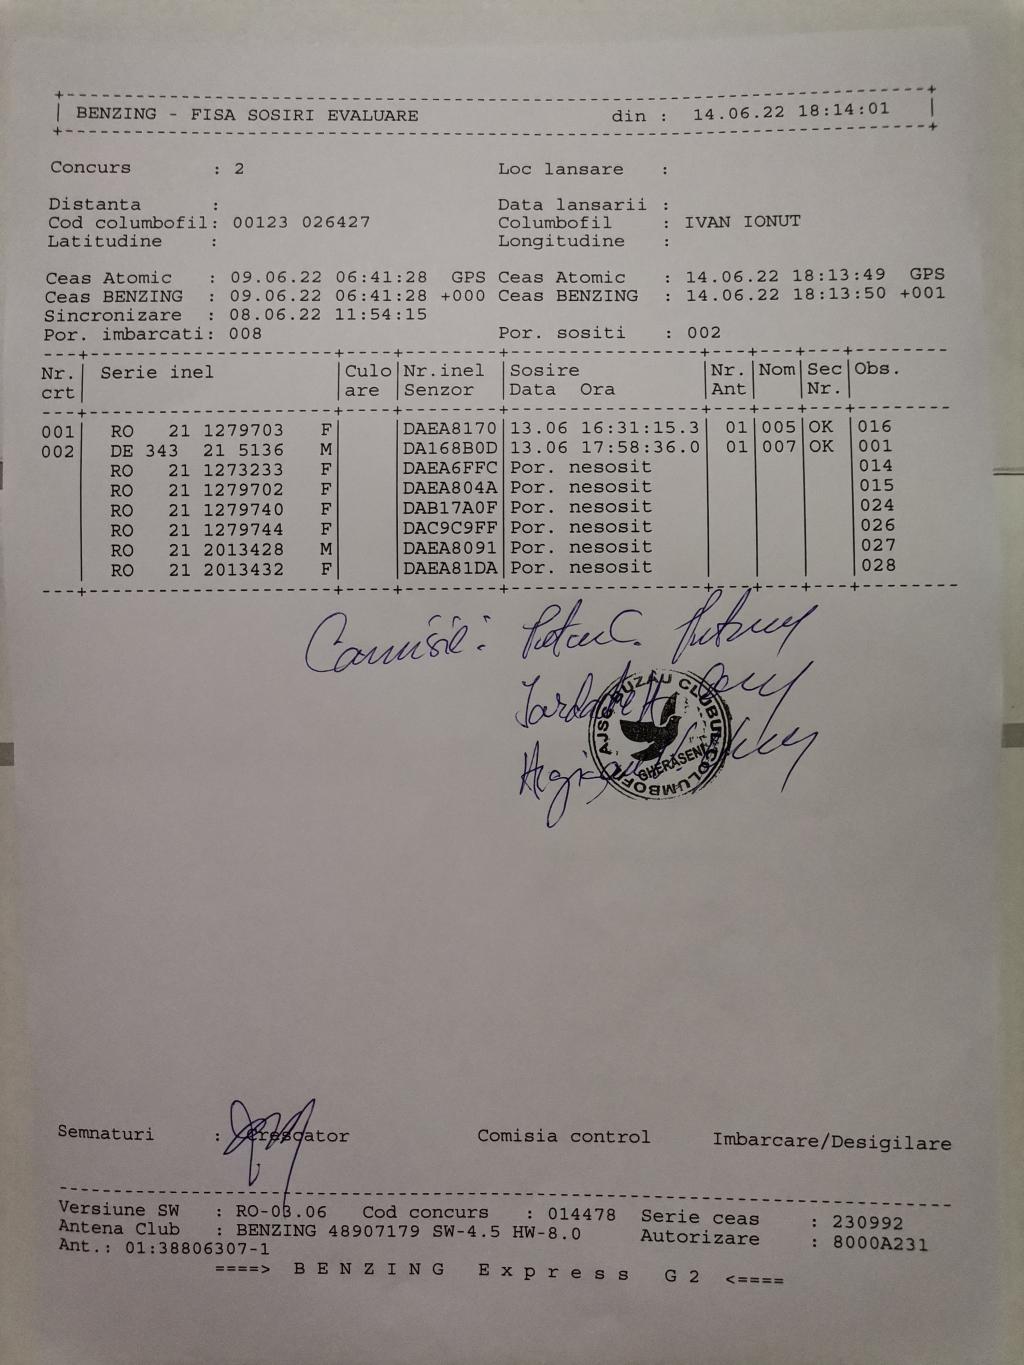 BENZING - FISA SOSIRI EVALUARE din : 14.06.22 18:14:01
Concurs : 2 Loc lansare :
Distanta : Data lansarii :
Cod columbofil: 00123 026427 Columbofil : IVAN IONUT
Latitudine : Longitudine :
Ceas Atomic : 09.06.22 06:41:28 GPS Ceas Atomic : 14.06.22 18:13:49 GPS
Ceas BENZING : 09.06.22 06:41:28 +000 Ceas BENZING : 14.06.22 18:13:50 +001
Sincronizare : 08.06.22 11:54:15
Por. imbarcati: 008 Por. sositi : 002
Nr. Serie inel Culo Nr.inel Sosire Nr. Nom Sec Obs.
crt are Senzor Data Ora Ant Nr.
001 RO 21 1279703 F DAEA8170 13.06 16:31:15.3 01 005 OK 016
002 DE 343 21 5136 M DA168B0D 13.06 17:58:36.0 01 007 OK 001
RO 21 1273233 F DAEA6FFC Por. nesosit 014
RO 21 1279702 F DAEA804A Por. nesosit 015
RO 21 1279740 F DAB17A0F Por. nesosit 024
RO 21 1279744 F DAC9C9FF Por. nesosit 026
RO 21 2013428 M DAEA8091 Por. nesosit 027
RO 21 2013432 F DAEA81DA Por. nesosit 028
Comisie:
AJSC BUZAU CLUBUL COLUMBOFIL
GHERASENI
Semnaturi : Crescator Comisia control Imbarcare/Desigilare
Versiune SW : RO-03.06 Cod concurs : 014478 Serie ceas : 230992
Antena Club : BENZING 48907179 SW-4.5 HW-8.0 Autorizare : 8000A231
Ant.: 01:38806307-1
====> BENZING Express G2 <====